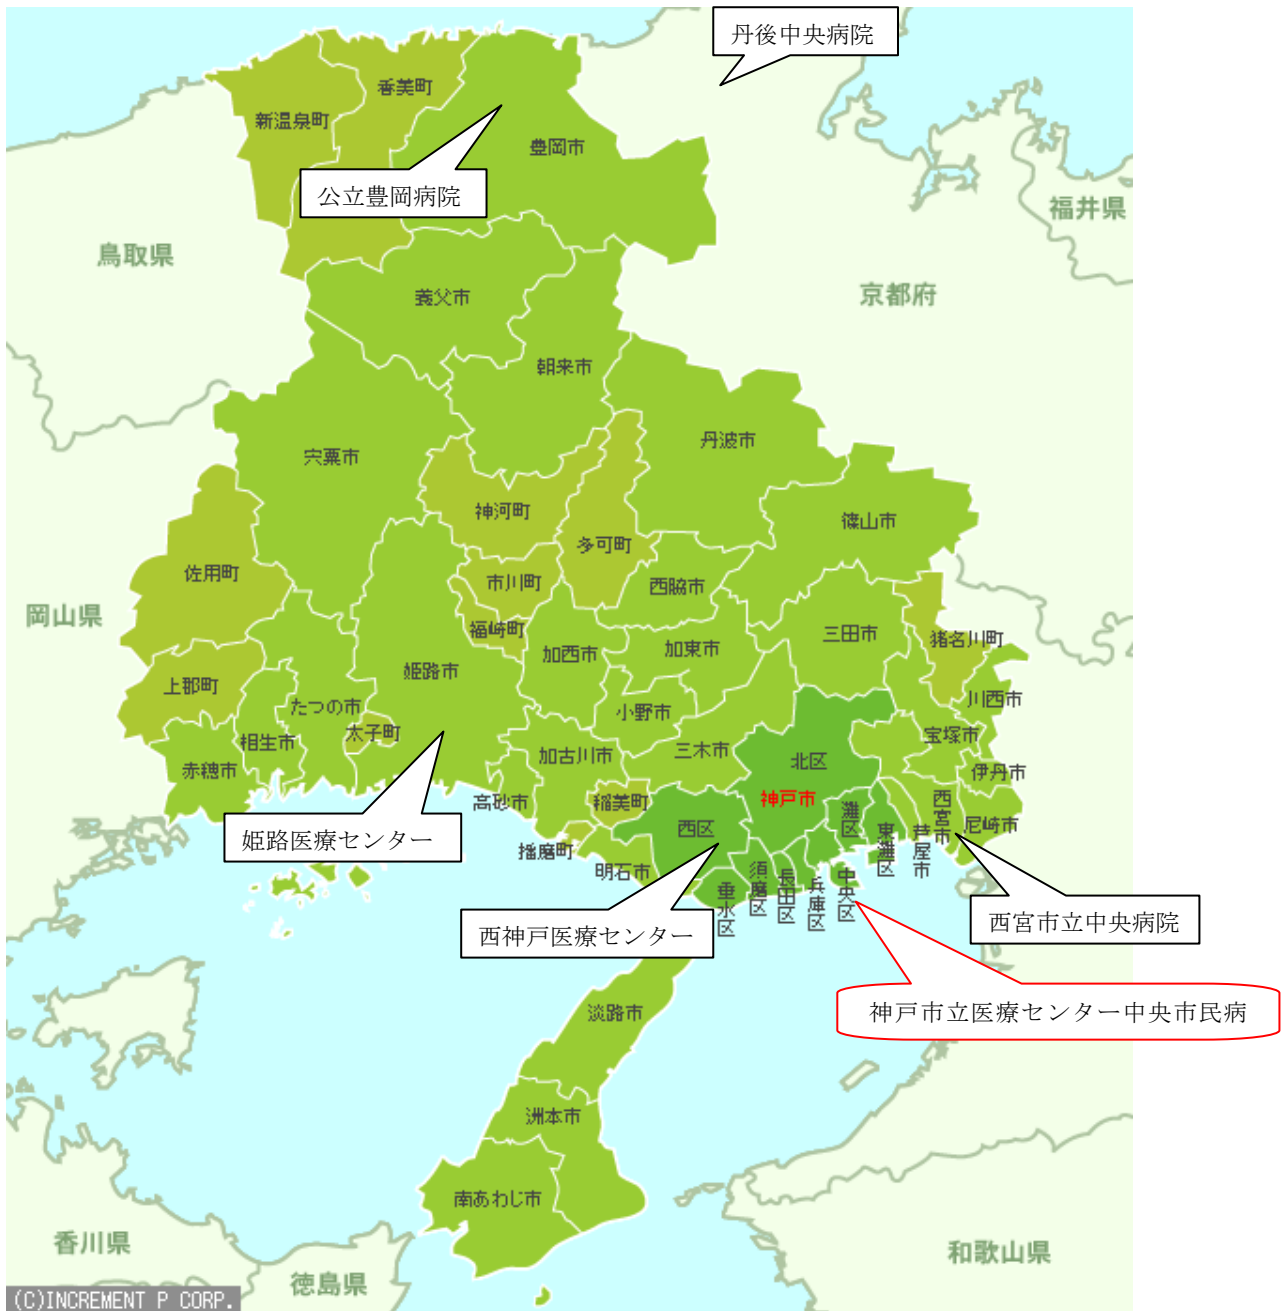 丹後中央病院
香美町
新温泉町
豊岡市
公立豊岡病院
福井県
鳥取県
京都府
養父市
朝来市
丹波市
宍粟市
神河町
篠山市
多可町
佐用町
市川町
西脇市
岡山県
福崎町
三田市
猪名川町
加西市
加東市
姫路市
上郡町
川西市
たつの市
小野市
太子町
相生市
宝塚市
加古川市
三木市
北区
赤穂市
伊丹市
神戸市
高砂市
稲美町
西宮市
灘区
尼崎市
西区
東灘区
芦屋市
姫路医療センター
播磨町
明石市
須磨区
長田区
兵庫区
中央区
垂水区
西神戸医療センター
西宮市立中央病院
神戸市立医療センター中央市民病
淡路市
洲本市
南あわじ市
香川県
徳島県
和歌山県
(C)INCREMENT P CORP.